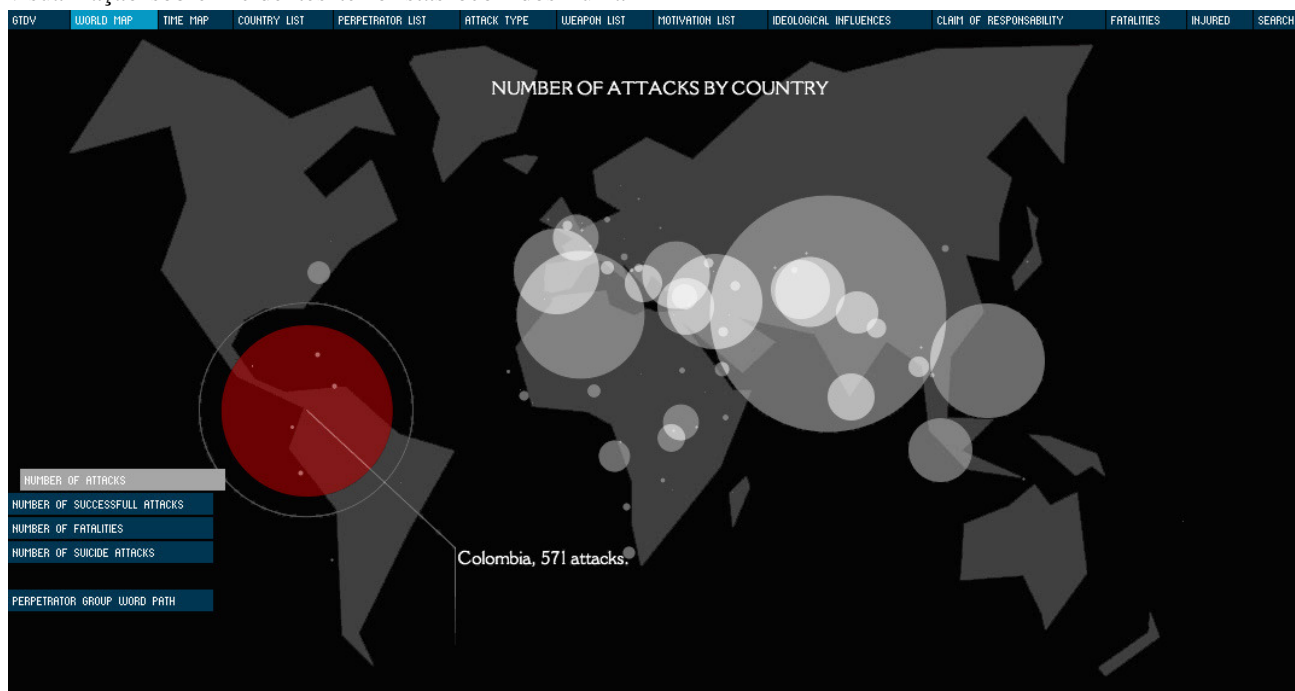 GTDV WORLD MAP TIME MAP COUNTRY LIST PERPETRATOR LIST ATTACK TYPE WEAPON LIST MOTIVATION LIST IDEOLOGICAL INFLUENCES CLAIM OF RESPONSABILITY FATALITIES INJURED SEARCH
NUMBER OF ATTACKS BY COUNTRY
NUMBER OF ATTACKS
NUMBER OF SUCCESSFULL ATTACKS
NUMBER OF FATALITIES
NUMBER OF SUICIDE ATTACKS
Colombia, 571 attacks.
PERPETRATOR GROUP WORD PATH